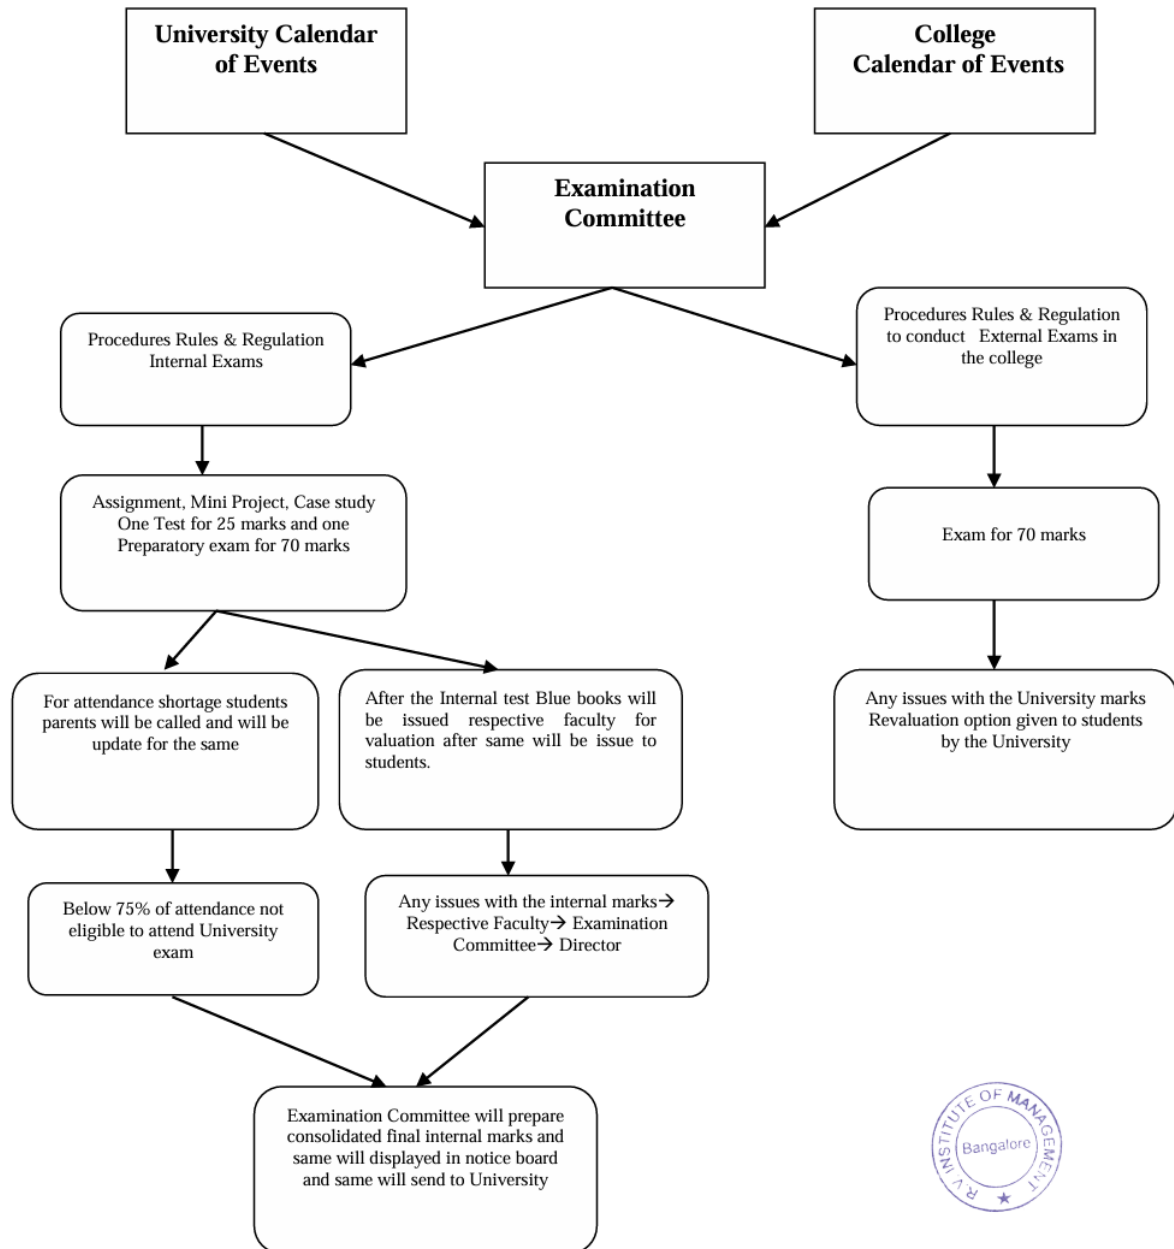 University Calendar
of Events
College
Calendar of Events
Examination
Committee
Procedures Rules & Regulation
Internal Exams
Procedures Rules & Regulation
to conduct External Exams in
the college
Assignment, Mini Project, Case study
One Test for 25 marks and one
Preparatory exam for 70 marks
Exam for 70 marks
For attendance shortage students
parents will be called and will be
update for the same
After the Internal test Blue books will
be issued respective faculty for
valuation after same will be issue to
students.
Any issues with the University marks
Revaluation option given to students
by the University
Below 75% of attendance not
eligible to attend University
exam
Any issues with the internal marks→
Respective Faculty→ Examination
Committee→ Director
Examination Committee will prepare
consolidated final internal marks and
same will displayed in notice board
and same will send to University
R.V INSTITUTE OF MANAGEMENT
Bangalore